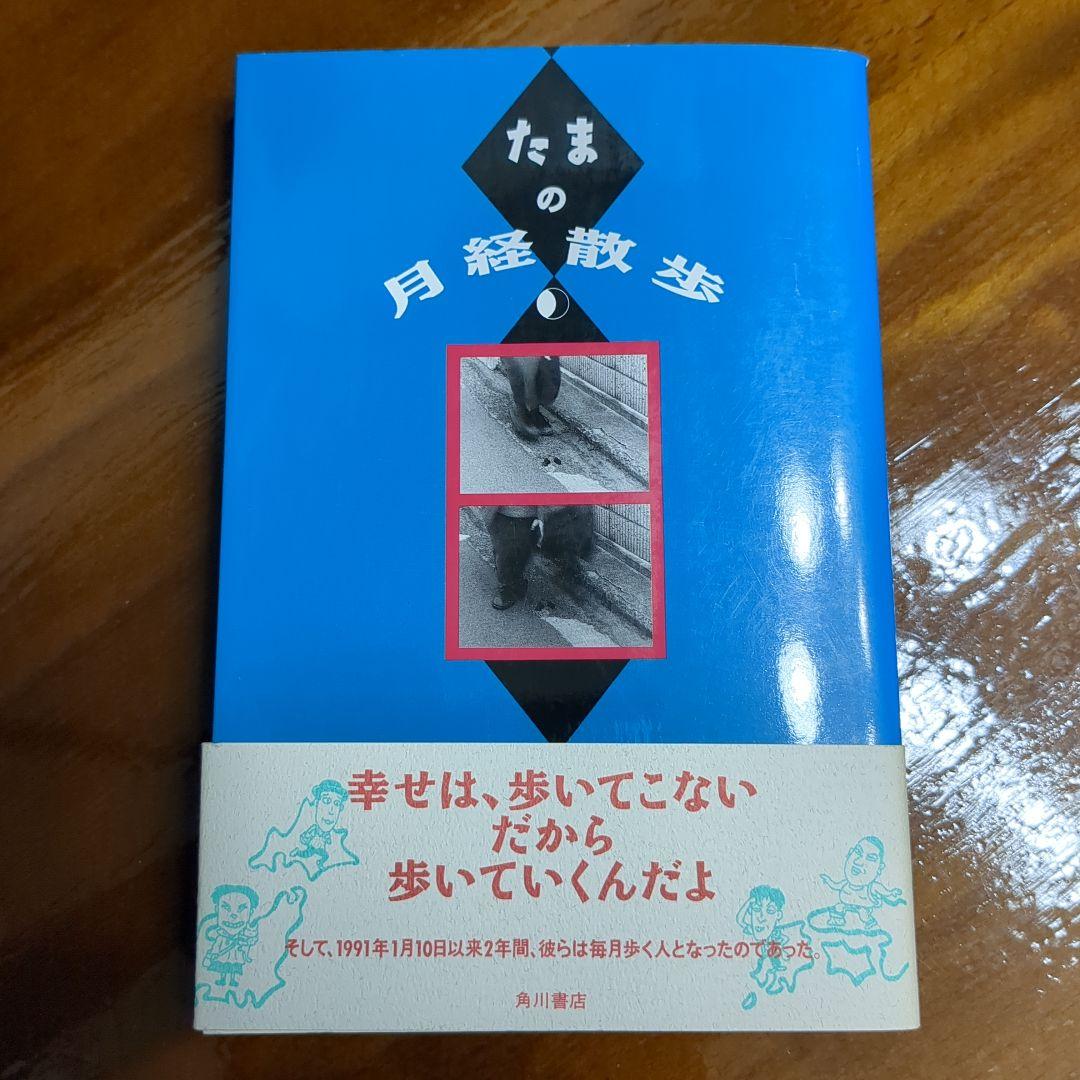 たま
の
月経散歩
幸せは、歩いてこない
だから
歩いていくんだよ
そして、1991年1月10日以来2年間、彼らは毎月歩く人となったのであった。
角川書店